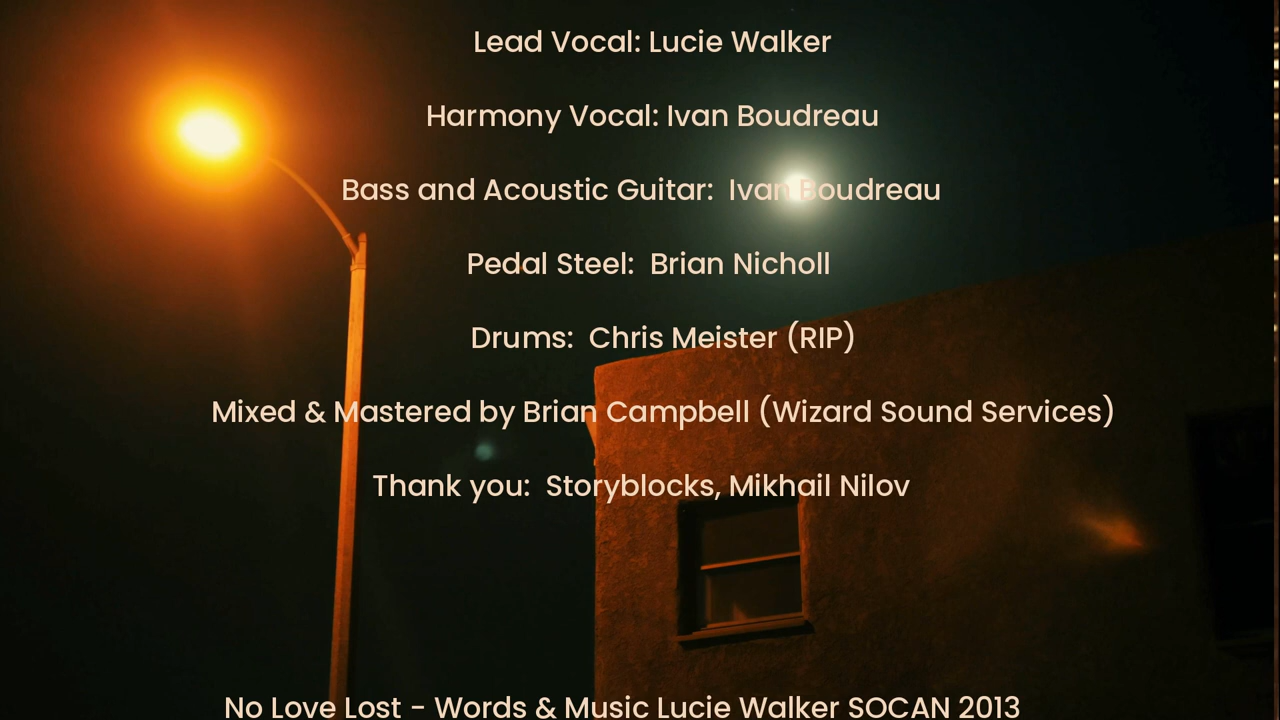 Lead Vocal: Lucie Walker
Harmony Vocal: Ivan Boudreau
Bass and Acoustic Guitar:  Ivan Boudreau
Pedal Steel:  Brian Nicholl
Drums:  Chris Meister (RIP)
Mixed & Mastered by Brian Campbell (Wizard Sound Services)
Thank you:  Storyblocks, Mikhail Nilov
No Love Lost - Words & Music Lucie Walker SOCAN 2013